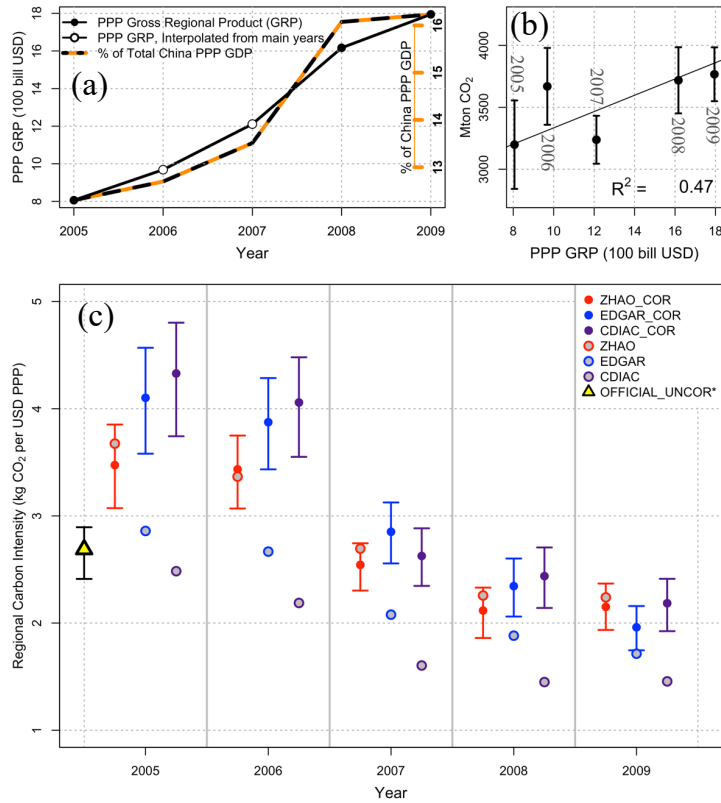 PPP Gross Regional Product (GRP)
PPP GRP, Interpolated from main years
% of Total China PPP GDP
(a)
PPP GRP (100 bill USD)
18
16
14
12
10
8
% of China PPP GDP
16
15
14
13
2005 2006 2007 2008 2009
Year
(b)
Mton CO2
4000
3500
3000
2005
2006
2007
2008
2009
R2 = 0.47
8 10 12 14 16 18
PPP GRP (100 bill USD)
(c)
Regional Carbon Intensity (kg CO2 per USD PPP)
5
4
3
2
1
ZHAO_COR
EDGAR_COR
CDIAC_COR
ZHAO
EDGAR
CDIAC
OFFICIAL_UNCOR*
2005 2006 2007 2008 2009
Year